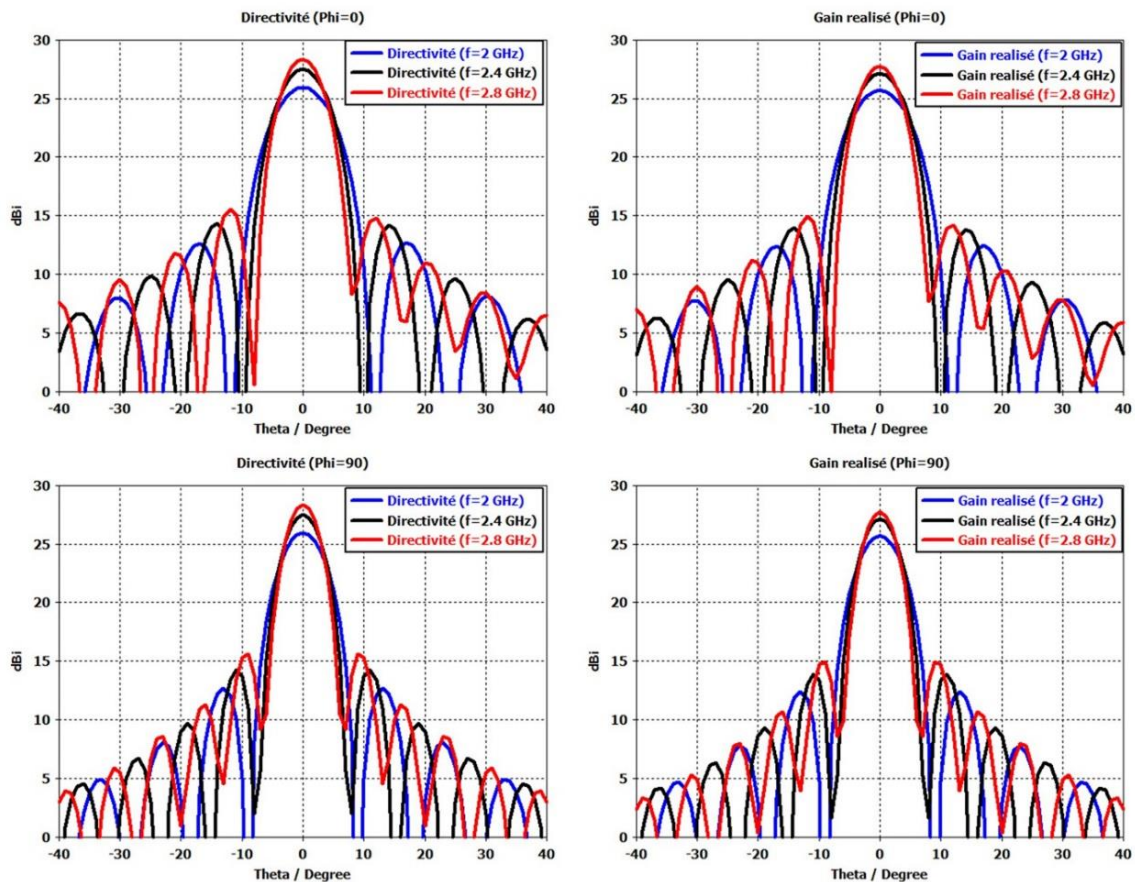 Directivité (Phi=0)
30
25
20
15
10
5
0
dBi
Directivité (f=2 GHz)
Directivité (f=2.4 GHz)
Directivité (f=2.8 GHz)
-40 -30 -20 -10 0 10 20 30 40
Theta / Degree
Gain realisé (Phi=0)
30
25
20
15
10
5
0
dBi
Gain realisé (f=2 GHz)
Gain realisé (f=2.4 GHz)
Gain realisé (f=2.8 GHz)
-40 -30 -20 -10 0 10 20 30 40
Theta / Degree
Directivité (Phi=90)
30
25
20
15
10
5
0
dBi
Directivité (f=2 GHz)
Directivité (f=2.4 GHz)
Directivité (f=2.8 GHz)
-40 -30 -20 -10 0 10 20 30 40
Theta / Degree
Gain realisé (Phi=90)
30
25
20
15
10
5
0
dBi
Gain realisé (f=2 GHz)
Gain realisé (f=2.4 GHz)
Gain realisé (f=2.8 GHz)
-40 -30 -20 -10 0 10 20 30 40
Theta / Degree